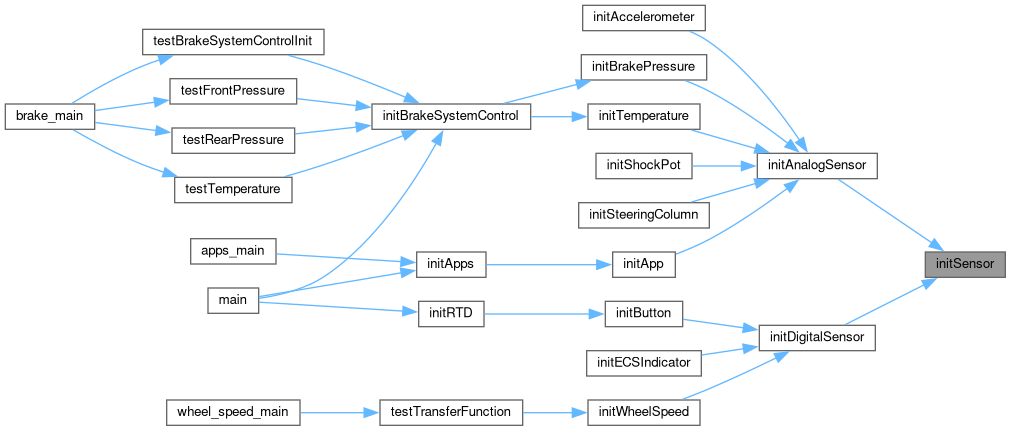 initAccelerometer
testBrakeSystemControlInit
initBrakePressure
testFrontPressure
brake_main
initBrakeSystemControl
initTemperature
testRearPressure
initShockPot
initAnalogSensor
testTemperature
initSteeringColumn
apps_main
initApps
initApp
initSensor
main
initRTD
initButton
initDigitalSensor
initECSIndicator
wheel_speed_main
testTransferFunction
initWheelSpeed